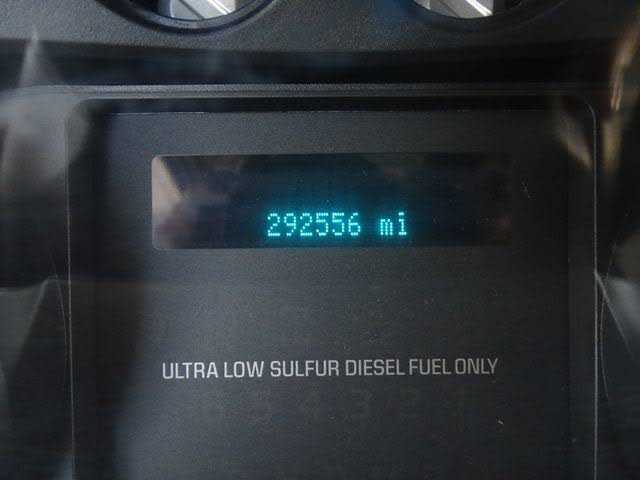 292556 mi
ULTRA LOW SULFUR DIESEL FUEL ONLY